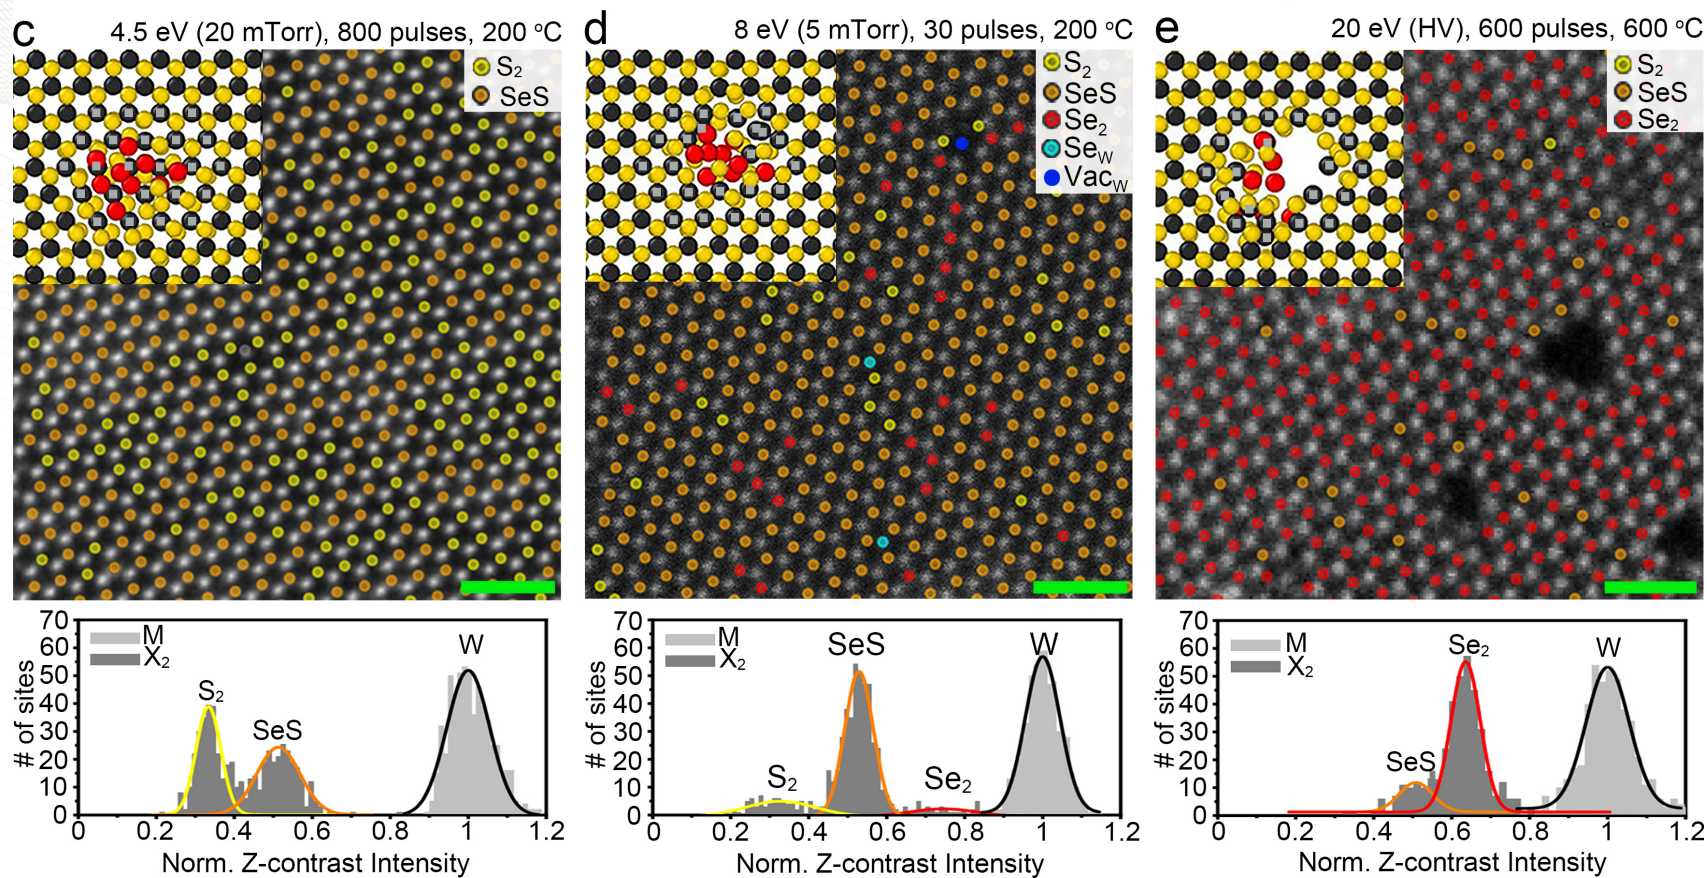 c 4.5 eV (20 mTorr), 800 pulses, 200 °C
S₂
SeS
70
60
50
40
30
20
10
0
# of sites
M
X₂
S₂
SeS
W
0 0.2 0.4 0.6 0.8 1 1.2
Norm. Z-contrast Intensity
d 8 eV (5 mTorr), 30 pulses, 200 °C
S₂
SeS
Se₂
Se_W
Vac_W
70
60
50
40
30
20
10
0
# of sites
M
X₂
S₂
SeS
Se₂
W
0 0.2 0.4 0.6 0.8 1 1.2
Norm. Z-contrast Intensity
e 20 eV (HV), 600 pulses, 600 °C
S₂
SeS
Se₂
70
60
50
40
30
20
10
0
# of sites
M
X₂
SeS
Se₂
W
0 0.2 0.4 0.6 0.8 1 1.2
Norm. Z-contrast Intensity